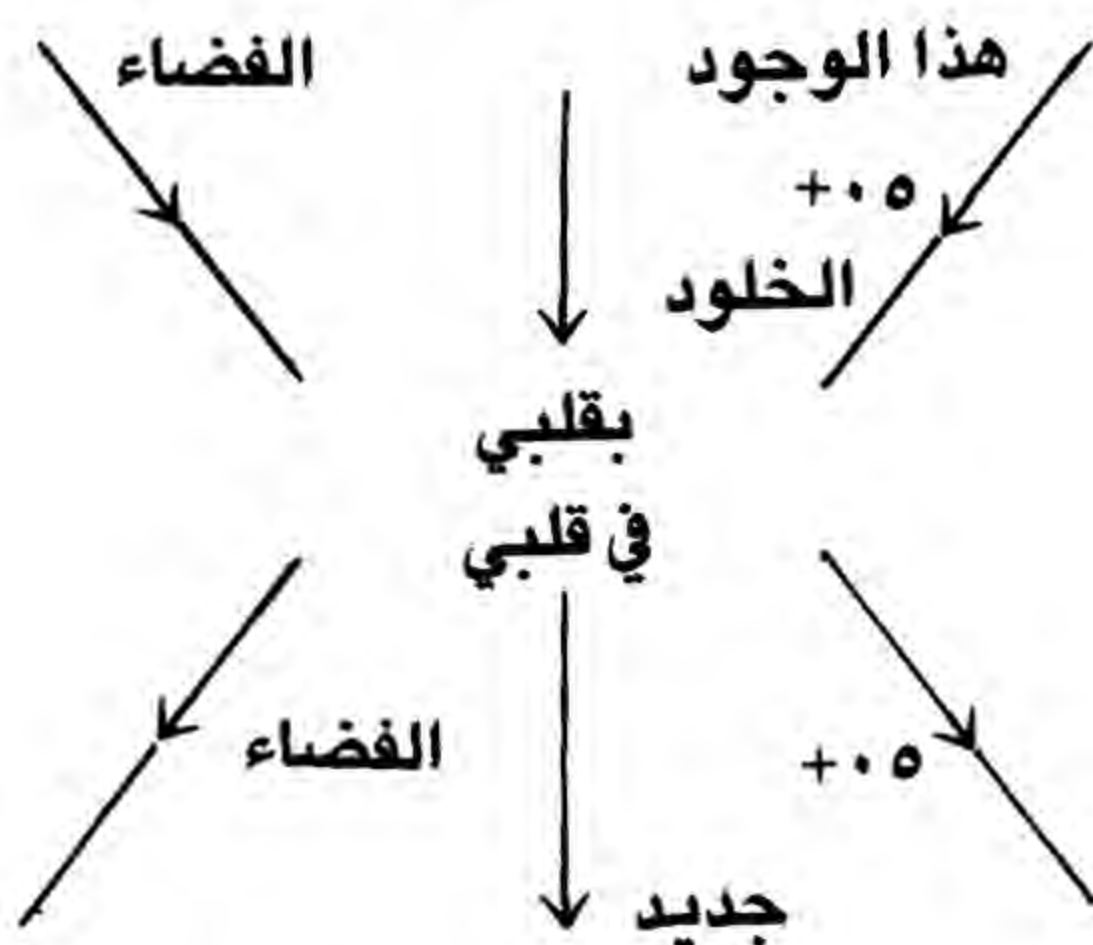 هذا الوجود الفضاء
+٠٥
الخلود
بقلبي
في قلبي
+٠٥ الفضاء
جديد